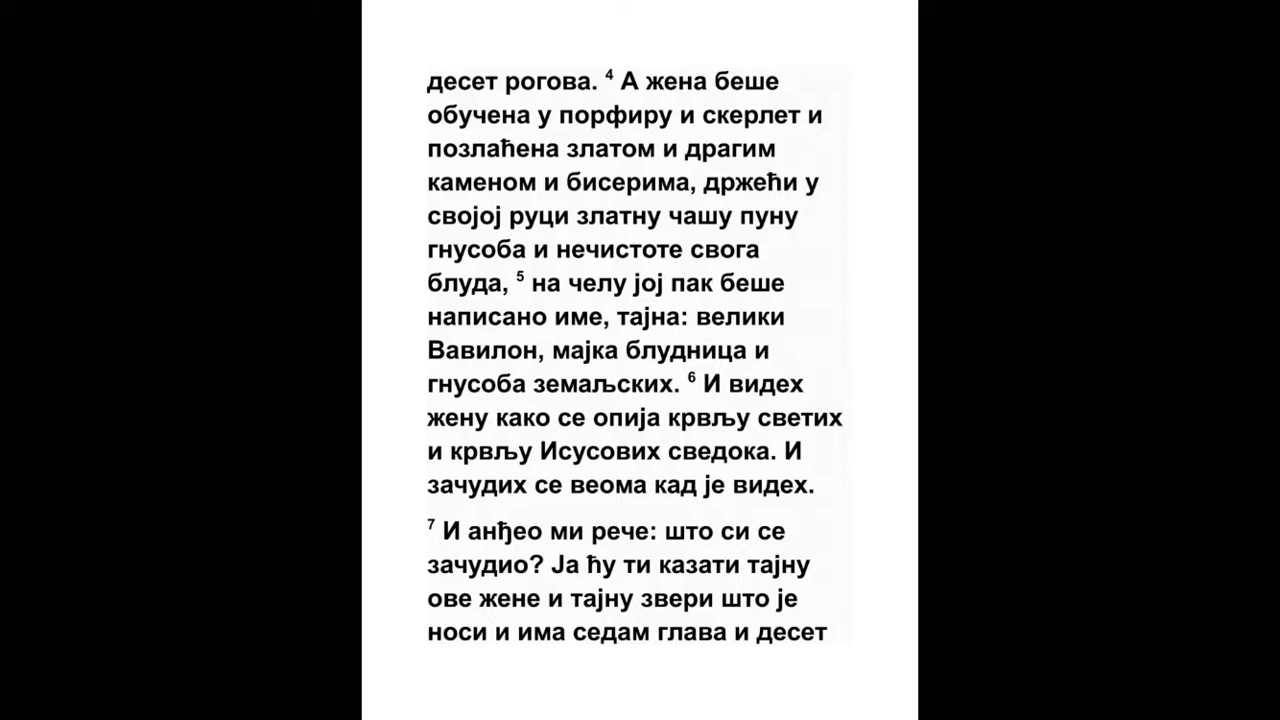 десет рогова. 4 А жена беше
обучена у порфиру и скерлет и
позлаћена златом и драгим
каменом и бисерима, држећи у
својој руци златну чашу пуну
гнусоба и нечистоте свога
блуда, 5 на челу јој пак беше
написано име, тајна: велики
Вавилон, мајка блудница и
гнусоба земаљских. 6 И видех
жену како се опија крвљу светих
и крвљу Исусових сведока. И
зачудих се веома кад је видех.
7 И анђео ми рече: што си се
зачудио? Ја ћу ти казати тајну
ове жене и тајну звери што је
носи и има седам глава и десет